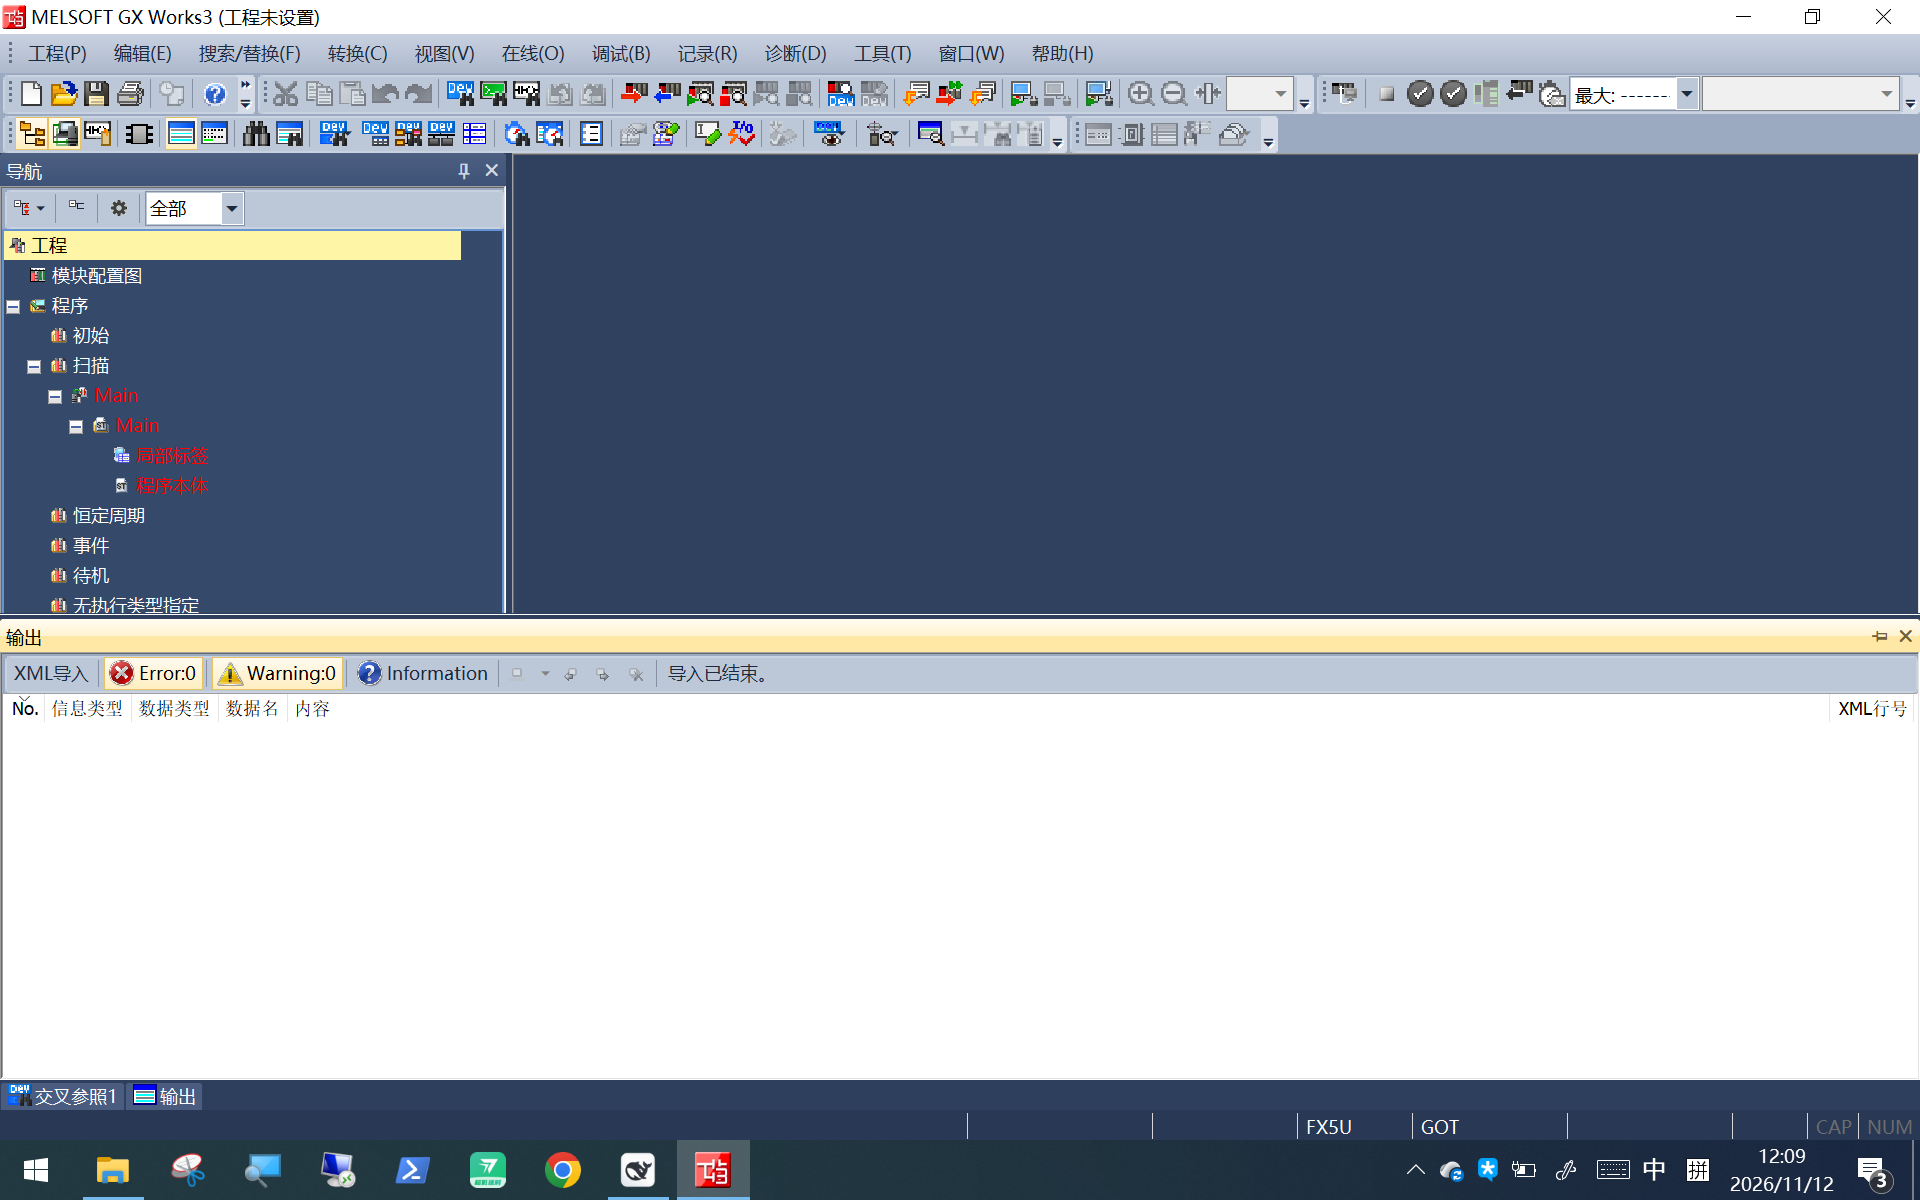 MELSOFT GX Works3 (工程未设置)
工程(P) 编辑(E) 搜索/替换(F) 转换(C) 视图(V) 在线(O) 调试(B) 记录(R) 诊断(D) 工具(T) 窗口(W) 帮助(H)
最大: -------
导航
全部
工程
模块配置图
程序
初始
扫描
Main
Main
局部标签
程序本体
恒定周期
事件
待机
无执行类型指定
输出
XML导入 Error:0 Warning:0 Information 导入已结束。
No. 信息类型 数据类型 数据名 内容 XML行号
交叉参照1 输出
FX5U GOT CAP NUM
中 拼 12:09
2026/11/12 3